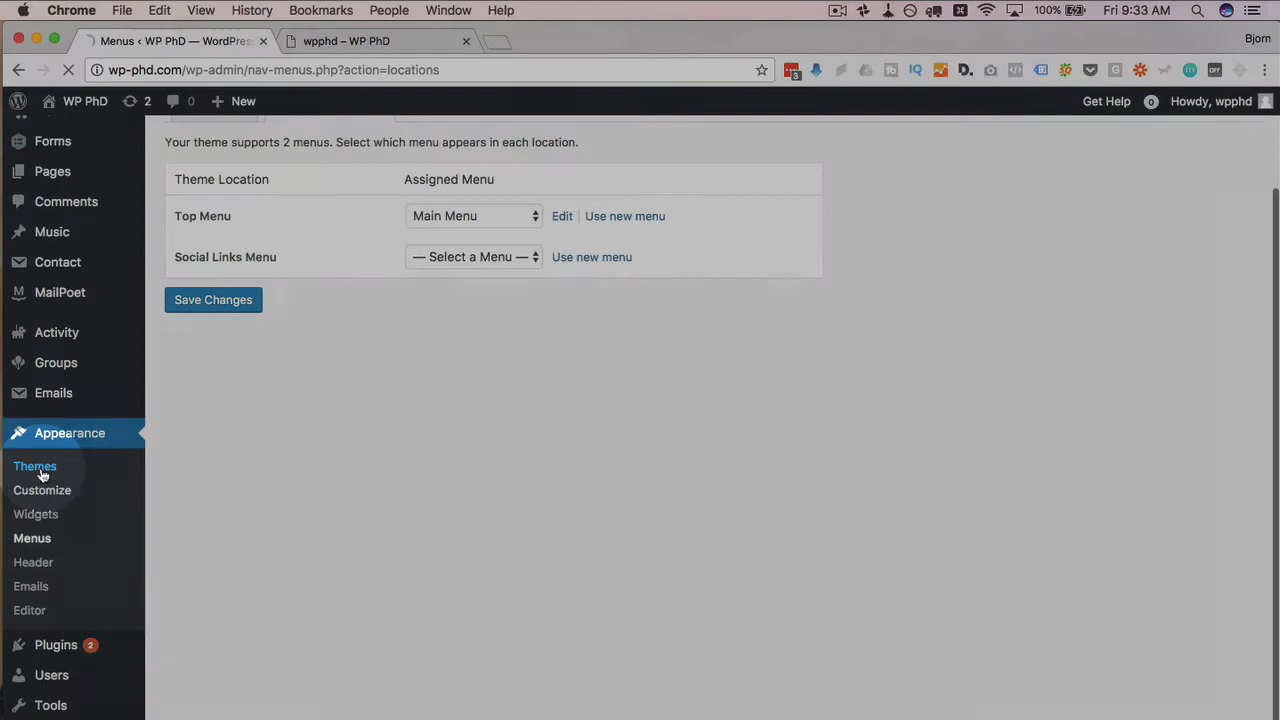 Chrome File Edit View History Bookmarks People Window Help 100% Fri 9:33 AM
Menus ‹ WP PhD — WordPress wpphd – WP PhD Bjorn
wp-phd.com/wp-admin/nav-menus.php?action=locations 3 OFF
WP PhD 2 0 New Get Help 0 Howdy, wpphd
Forms
Pages
Comments
Music
Contact
MailPoet
Activity
Groups
Emails
Appearance
Themes
Customize
Widgets
Menus
Header
Emails
Editor
Plugins 2
Users
Tools
Your theme supports 2 menus. Select which menu appears in each location.
Theme Location Assigned Menu
Top Menu Main Menu Edit | Use new menu
Social Links Menu — Select a Menu — Use new menu
Save Changes